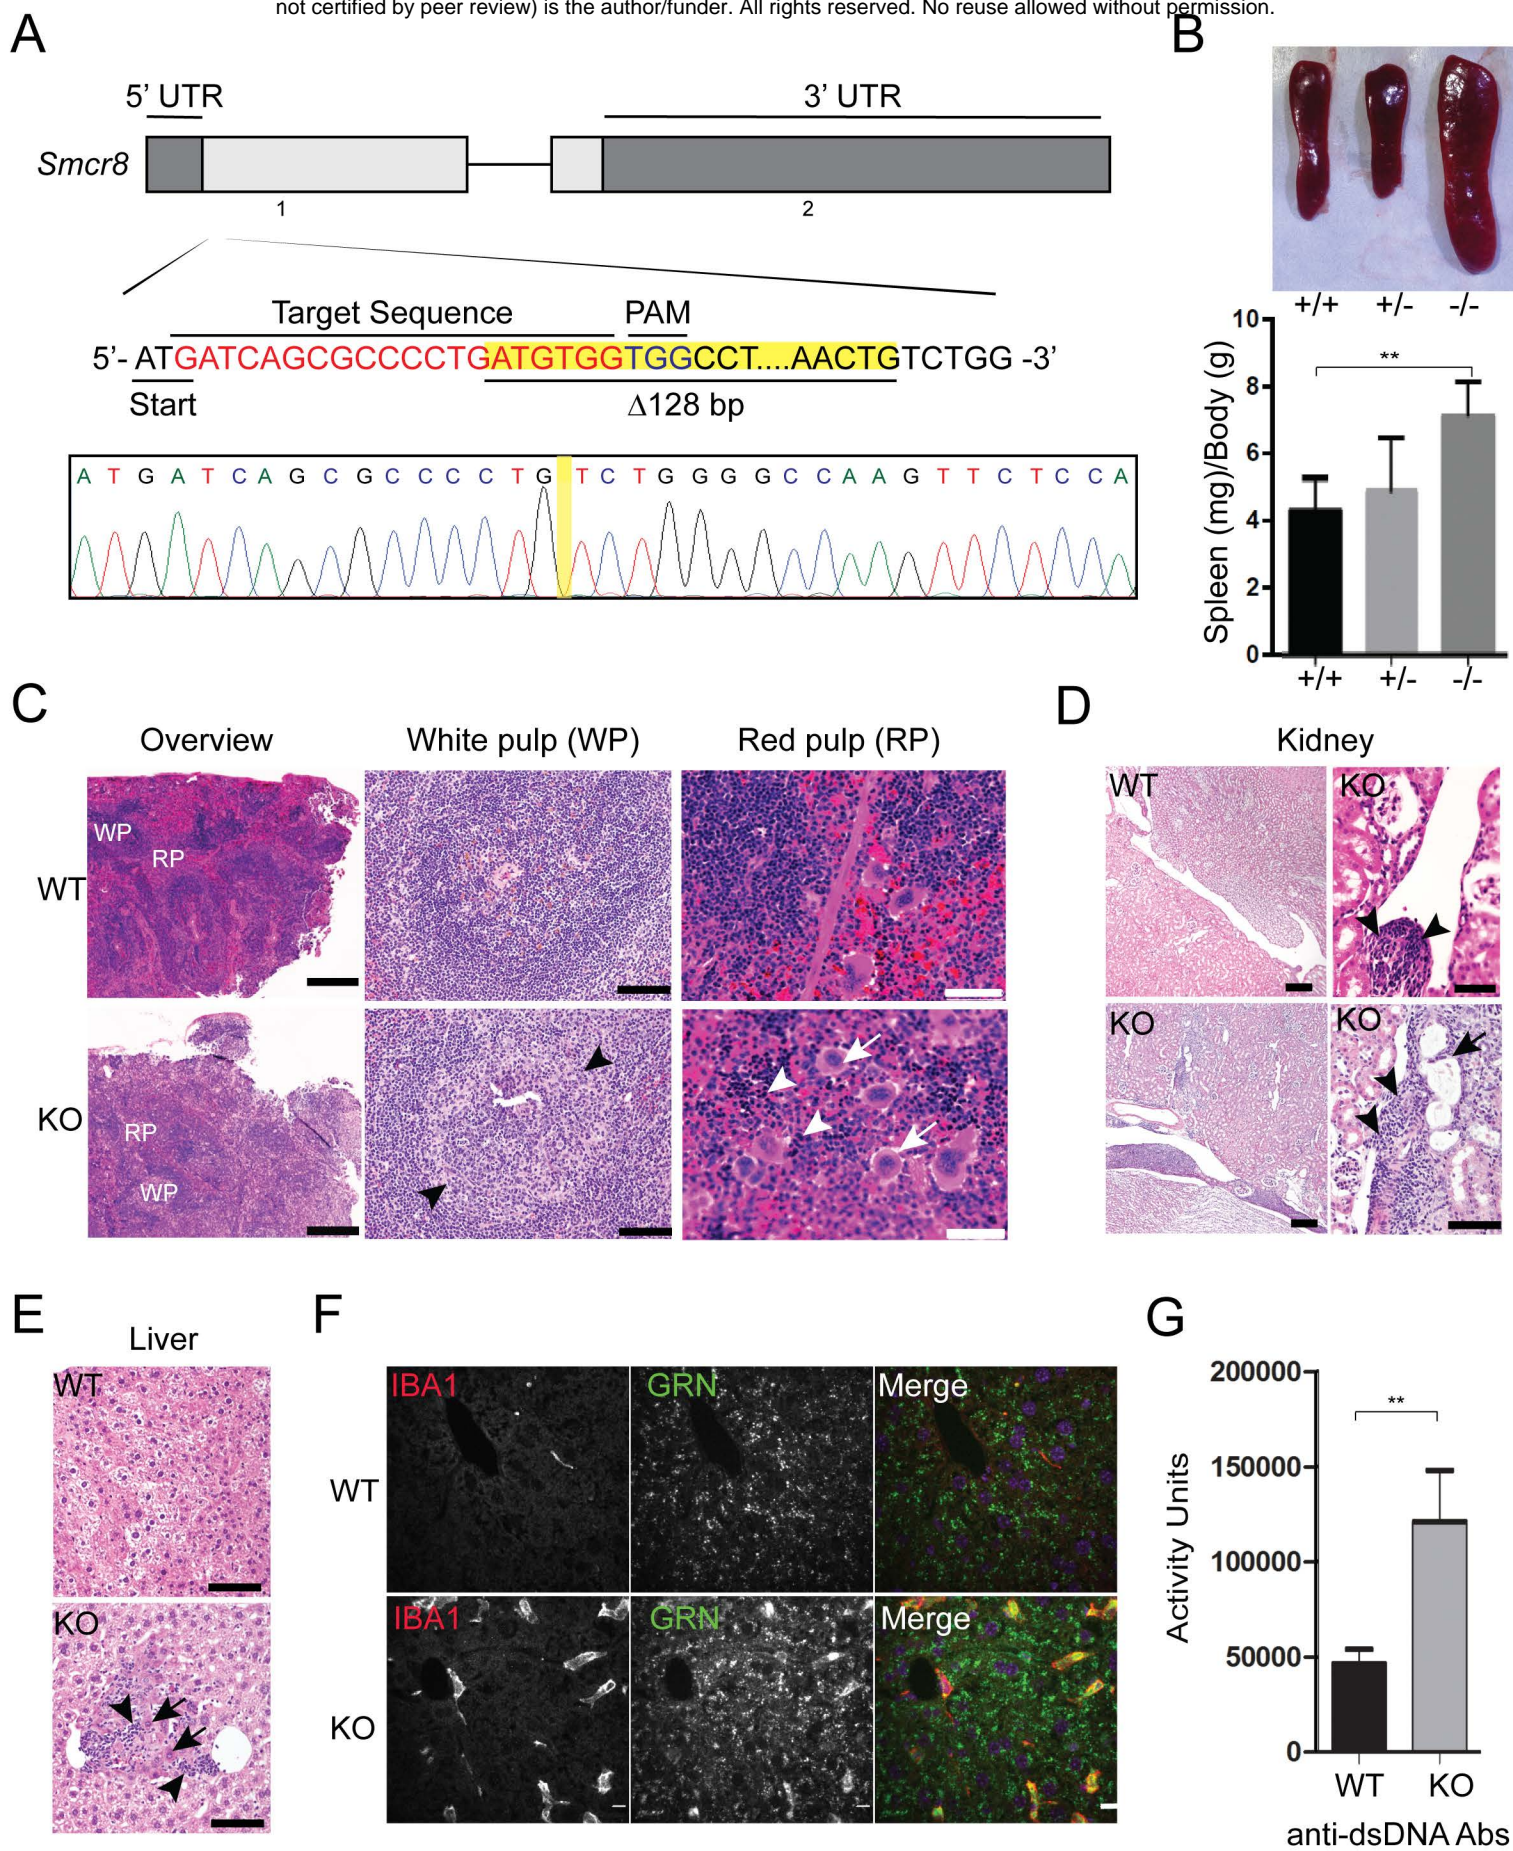 not certified by peer review) is the author/funder. All rights reserved. No reuse allowed without permission.
A
5’ UTR
3’ UTR
Smcr8
1
2
Target Sequence
PAM
5’- ATGATCAGCGCCCCTGATGTGGTGGCCT....AACTGTCTGG -3’
Start
Δ128 bp
A T G A T C A G C G C C C C T G T C T G G G G C C A A G T T C T C C A
B
+/+ +/- -/-
Spleen (mg)/Body (g)
10
8
6
4
2
0
**
+/+ +/- -/-
C
Overview
White pulp (WP)
Red pulp (RP)
WT
WP
RP
KO
RP
WP
D
Kidney
WT
KO
KO
KO
E
Liver
WT
KO
F
IBA1
GRN
Merge
WT
IBA1
GRN
Merge
KO
G
Activity Units
200000
150000
100000
50000
0
**
WT KO
anti-dsDNA Abs